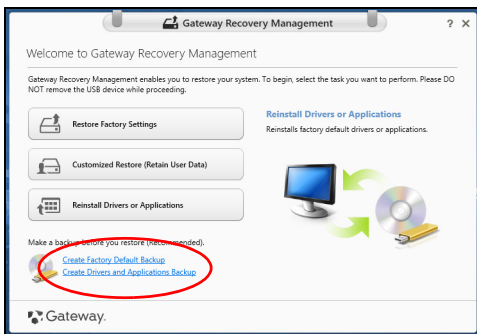 Gateway Recovery Management
? ×
Welcome to Gateway Recovery Management
Gateway Recovery Management enables you to restore your system. To begin, select the task you want to perform. Please DO
NOT remove the USB device while proceeding.
Restore Factory Settings
Customized Restore (Retain User Data)
Reinstall Drivers or Applications
Reinstall Drivers or Applications
Reinstalls factory default drivers or applications.
Make a backup before you restore (Recommended).
Create Factory Default Backup
Create Drivers and Applications Backup
Gateway.